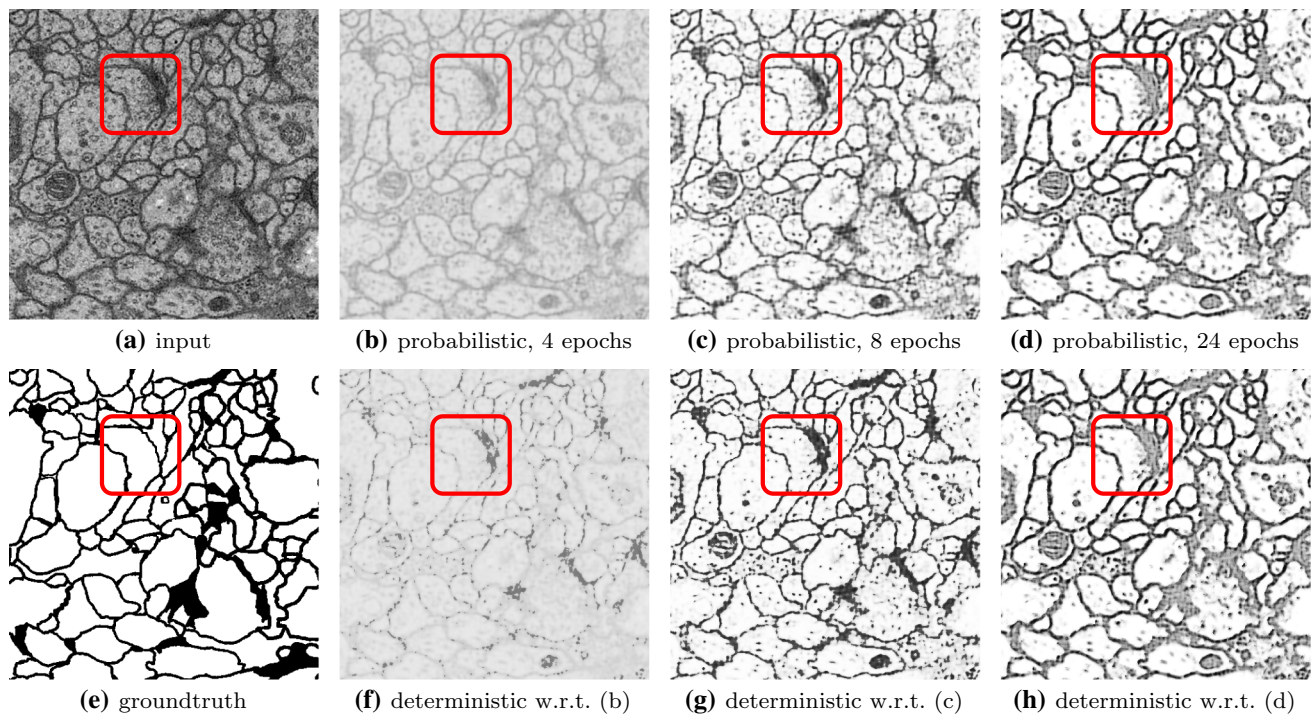 (a) input
(b) probabilistic, 4 epochs
(c) probabilistic, 8 epochs
(d) probabilistic, 24 epochs
(e) groundtruth
(f) deterministic w.r.t. (b)
(g) deterministic w.r.t. (c)
(h) deterministic w.r.t. (d)